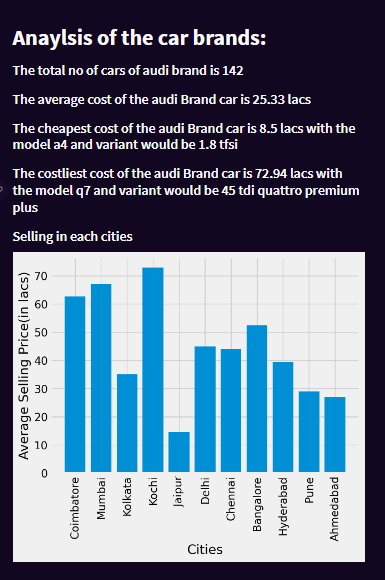 Anaylsis of the car brands:
The total no of cars of audi brand is 142
The average cost of the audi Brand car is 25.33 lacs
The cheapest cost of the audi Brand car is 8.5 lacs with the
model a4 and variant would be 1.8 tfsi
The costliest cost of the audi Brand car is 72.94 lacs with
the model q7 and variant would be 45 tdi quattro premium
plus
Selling in each cities
Average Selling Price(in lacs)
70
60
50
40
30
20
10
0
Coimbatore
Mumbai
Kolkata
Kochi
Jaipur
Delhi
Chennai
Bangalore
Hyderabad
Pune
Ahmedabad
Cities